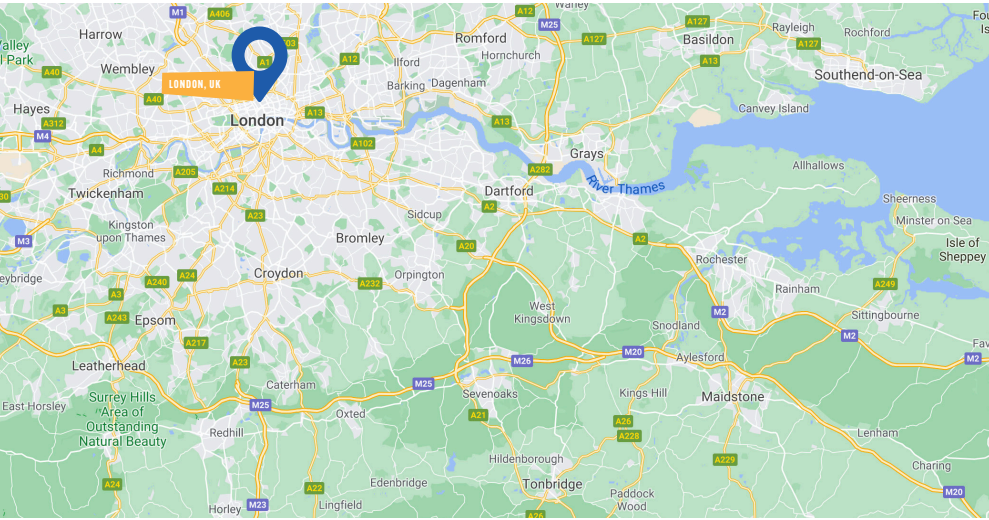 M1
A406
A12
Warley
M25
A127
Basildon
A127
Rayleigh
Rochford
A127
Harrow
A1
Romford
Hornchurch
A13
Southend-on-Sea
Valley
l Park
Wembley
A40
LONDON, UK
A40
A12
Ilford
Barking
Dagenham
Canvey Island
Hayes
A312
M4
A4
London
A13
A13
A102
Grays
River Thames
A282
Dartford
A2
Allhallows
Sheerness
Minster on Sea
Isle of
Sheppey
Richmond
A205
A214
Twickenham
A23
Kingston
upon Thames
M3
Sidcup
Bromley
A20
A2
Rochester
Rainham
A249
Sittingbourne
eybridge
A3
A240
A24
Croydon
A232
Orpington
West
Kingsdown
Snodland
M2
M2
M2
A3
A243
Epsom
A217
A23
Leatherhead
M26
M20
Aylesford
M25
Caterham
M25
Sevenoaks
Kings Hill
Maidstone
East Horsley
Surrey Hills
Area of
Outstanding
Natural Beauty
Redhill
Oxted
A21
A26
A228
Lenham
Hildenborough
A229
Charing
A24
Horley
M23
A22
Lingfield
Edenbridge
Tonbridge
A26
Paddock
Wood
M20